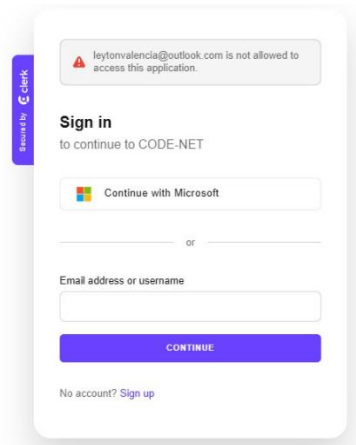 leytonvalencia@outlook.com is not allowed to
access this application.
Secured by clerk
Sign in
to continue to CODE-NET
Continue with Microsoft
or
Email address or username
CONTINUE
No account? Sign up